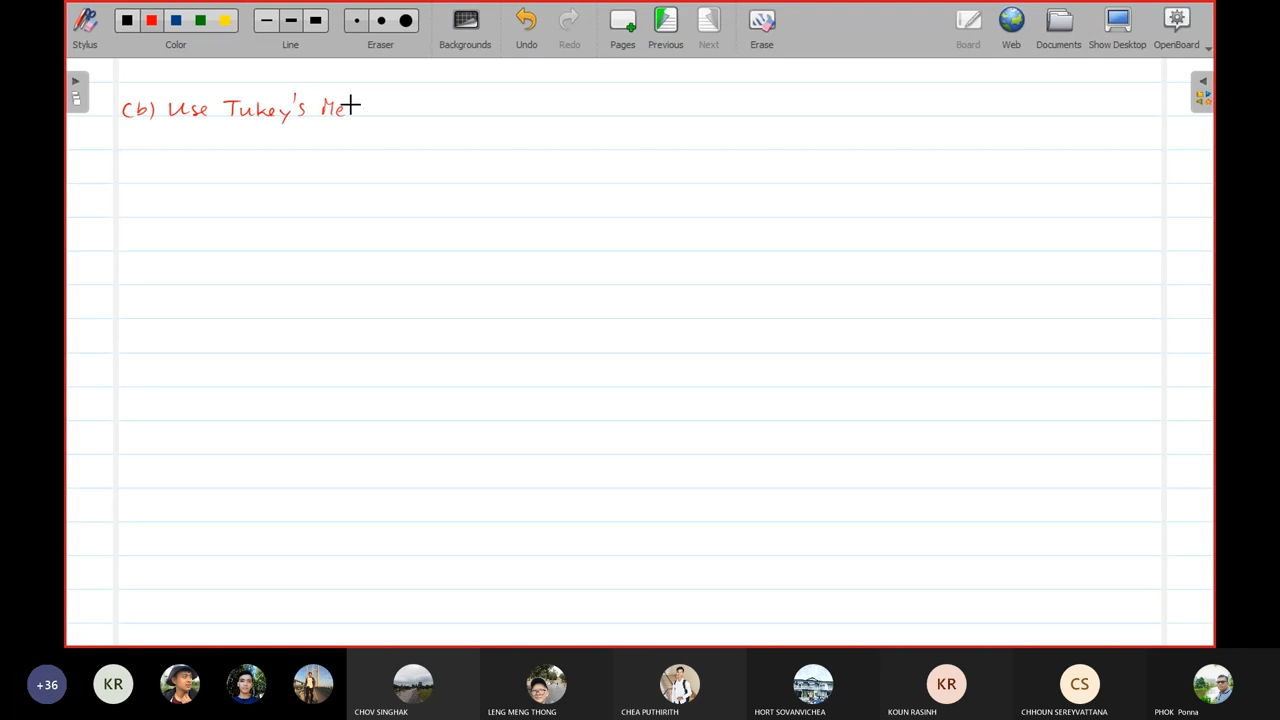 Stylus Color Line Eraser Backgrounds Undo Redo Pages Previous Next Erase Board Web Documents Show Desktop OpenBoard
(b) Use Tukey's Me
+36 KR CHOV SINGHAK LENG MENG THONG CHEA PUTHIRITH HORT SOVANVICHEA KR KOUN RASINH CS CHHOUN SEREYVATTANA PHOK Ponna